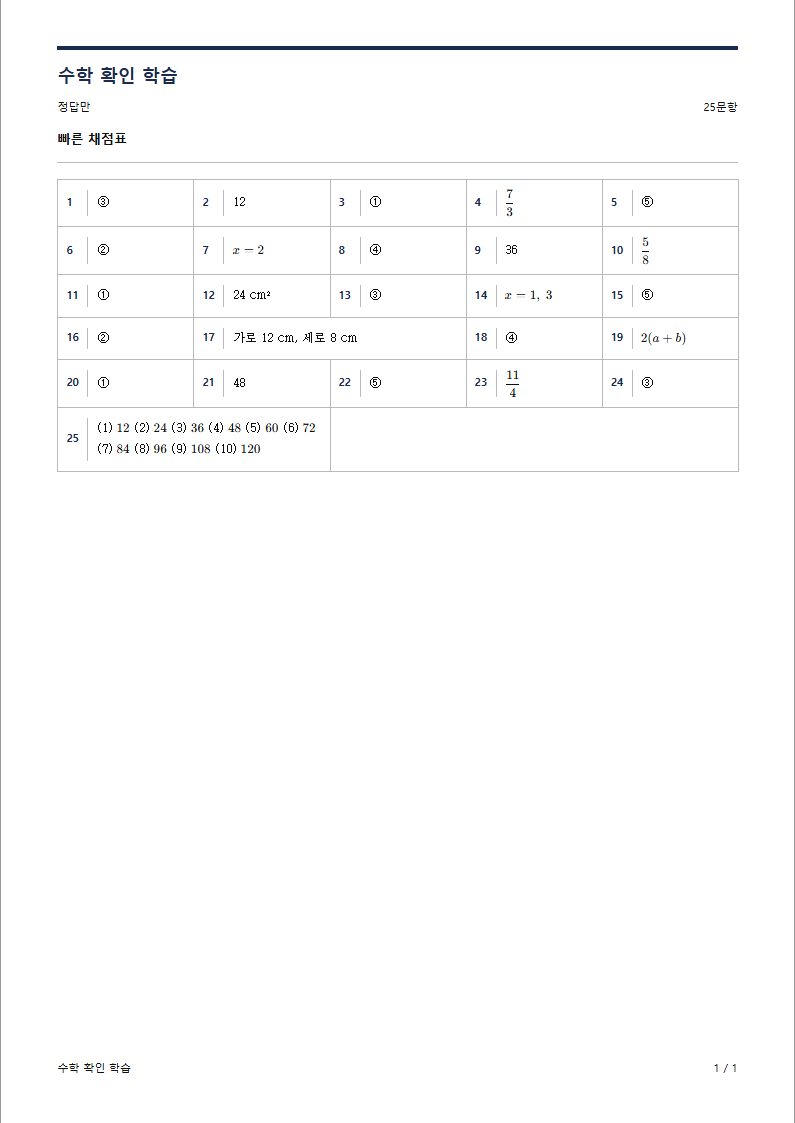 수학 확인 학습
정답만 25문항
빠른 채점표
1 ③ 2 12 3 ① 4 7/3 5 ⑤
6 ② 7 x = 2 8 ④ 9 36 10 5/8
11 ① 12 24 cm² 13 ③ 14 x = 1, 3 15 ⑤
16 ② 17 가로 12 cm, 세로 8 cm 18 ④ 19 2(a + b)
20 ① 21 48 22 ⑤ 23 11/4 24 ③
25 (1) 12 (2) 24 (3) 36 (4) 48 (5) 60 (6) 72
(7) 84 (8) 96 (9) 108 (10) 120
수학 확인 학습 1 / 1